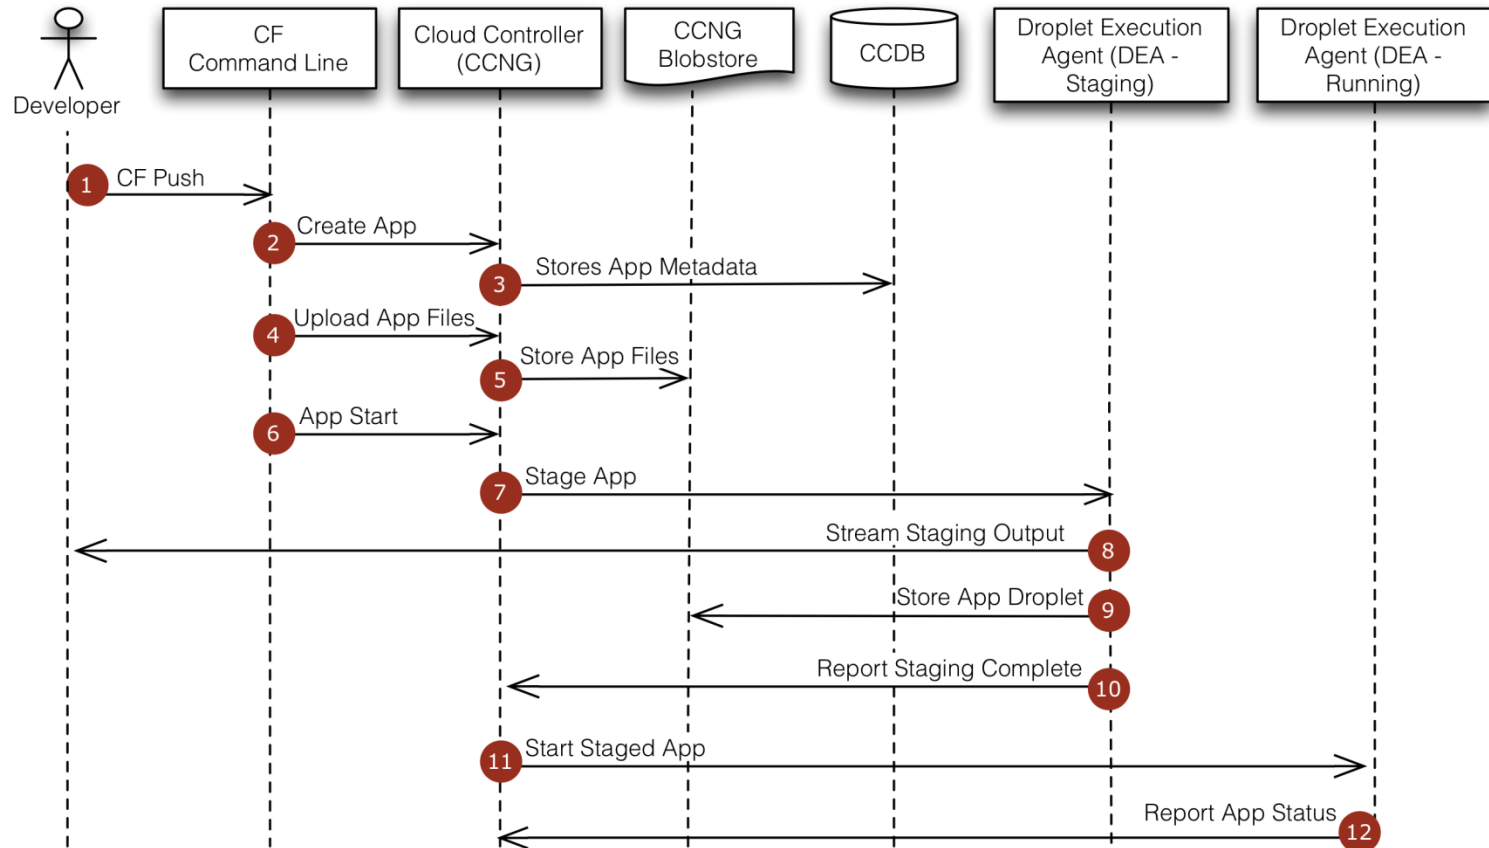 Developer
CF
Command Line
Cloud Controller
(CCNG)
CCNG
Blobstore
CCDB
Droplet Execution
Agent (DEA -
Staging)
Droplet Execution
Agent (DEA -
Running)
1 CF Push
2 Create App
3 Stores App Metadata
4 Upload App Files
5 Store App Files
6 App Start
7 Stage App
Stream Staging Output 8
Store App Droplet 9
Report Staging Complete 10
11 Start Staged App
Report App Status 12